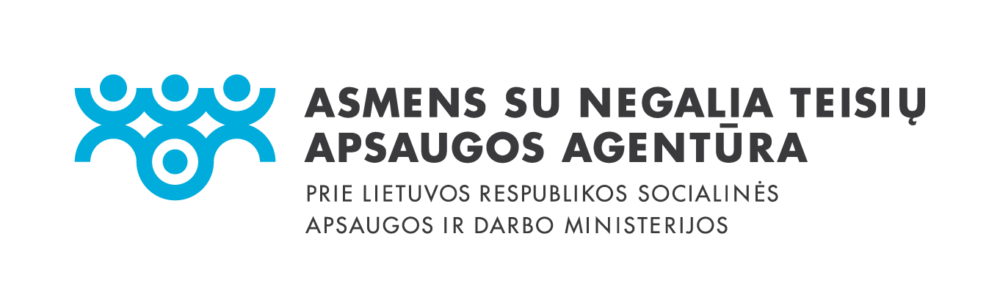 ASMENS SU NEGALIA TEISIŲ
APSAUGOS AGENTŪRA
PRIE LIETUVOS RESPUBLIKOS SOCIALINĖS
APSAUGOS IR DARBO MINISTERIJOS